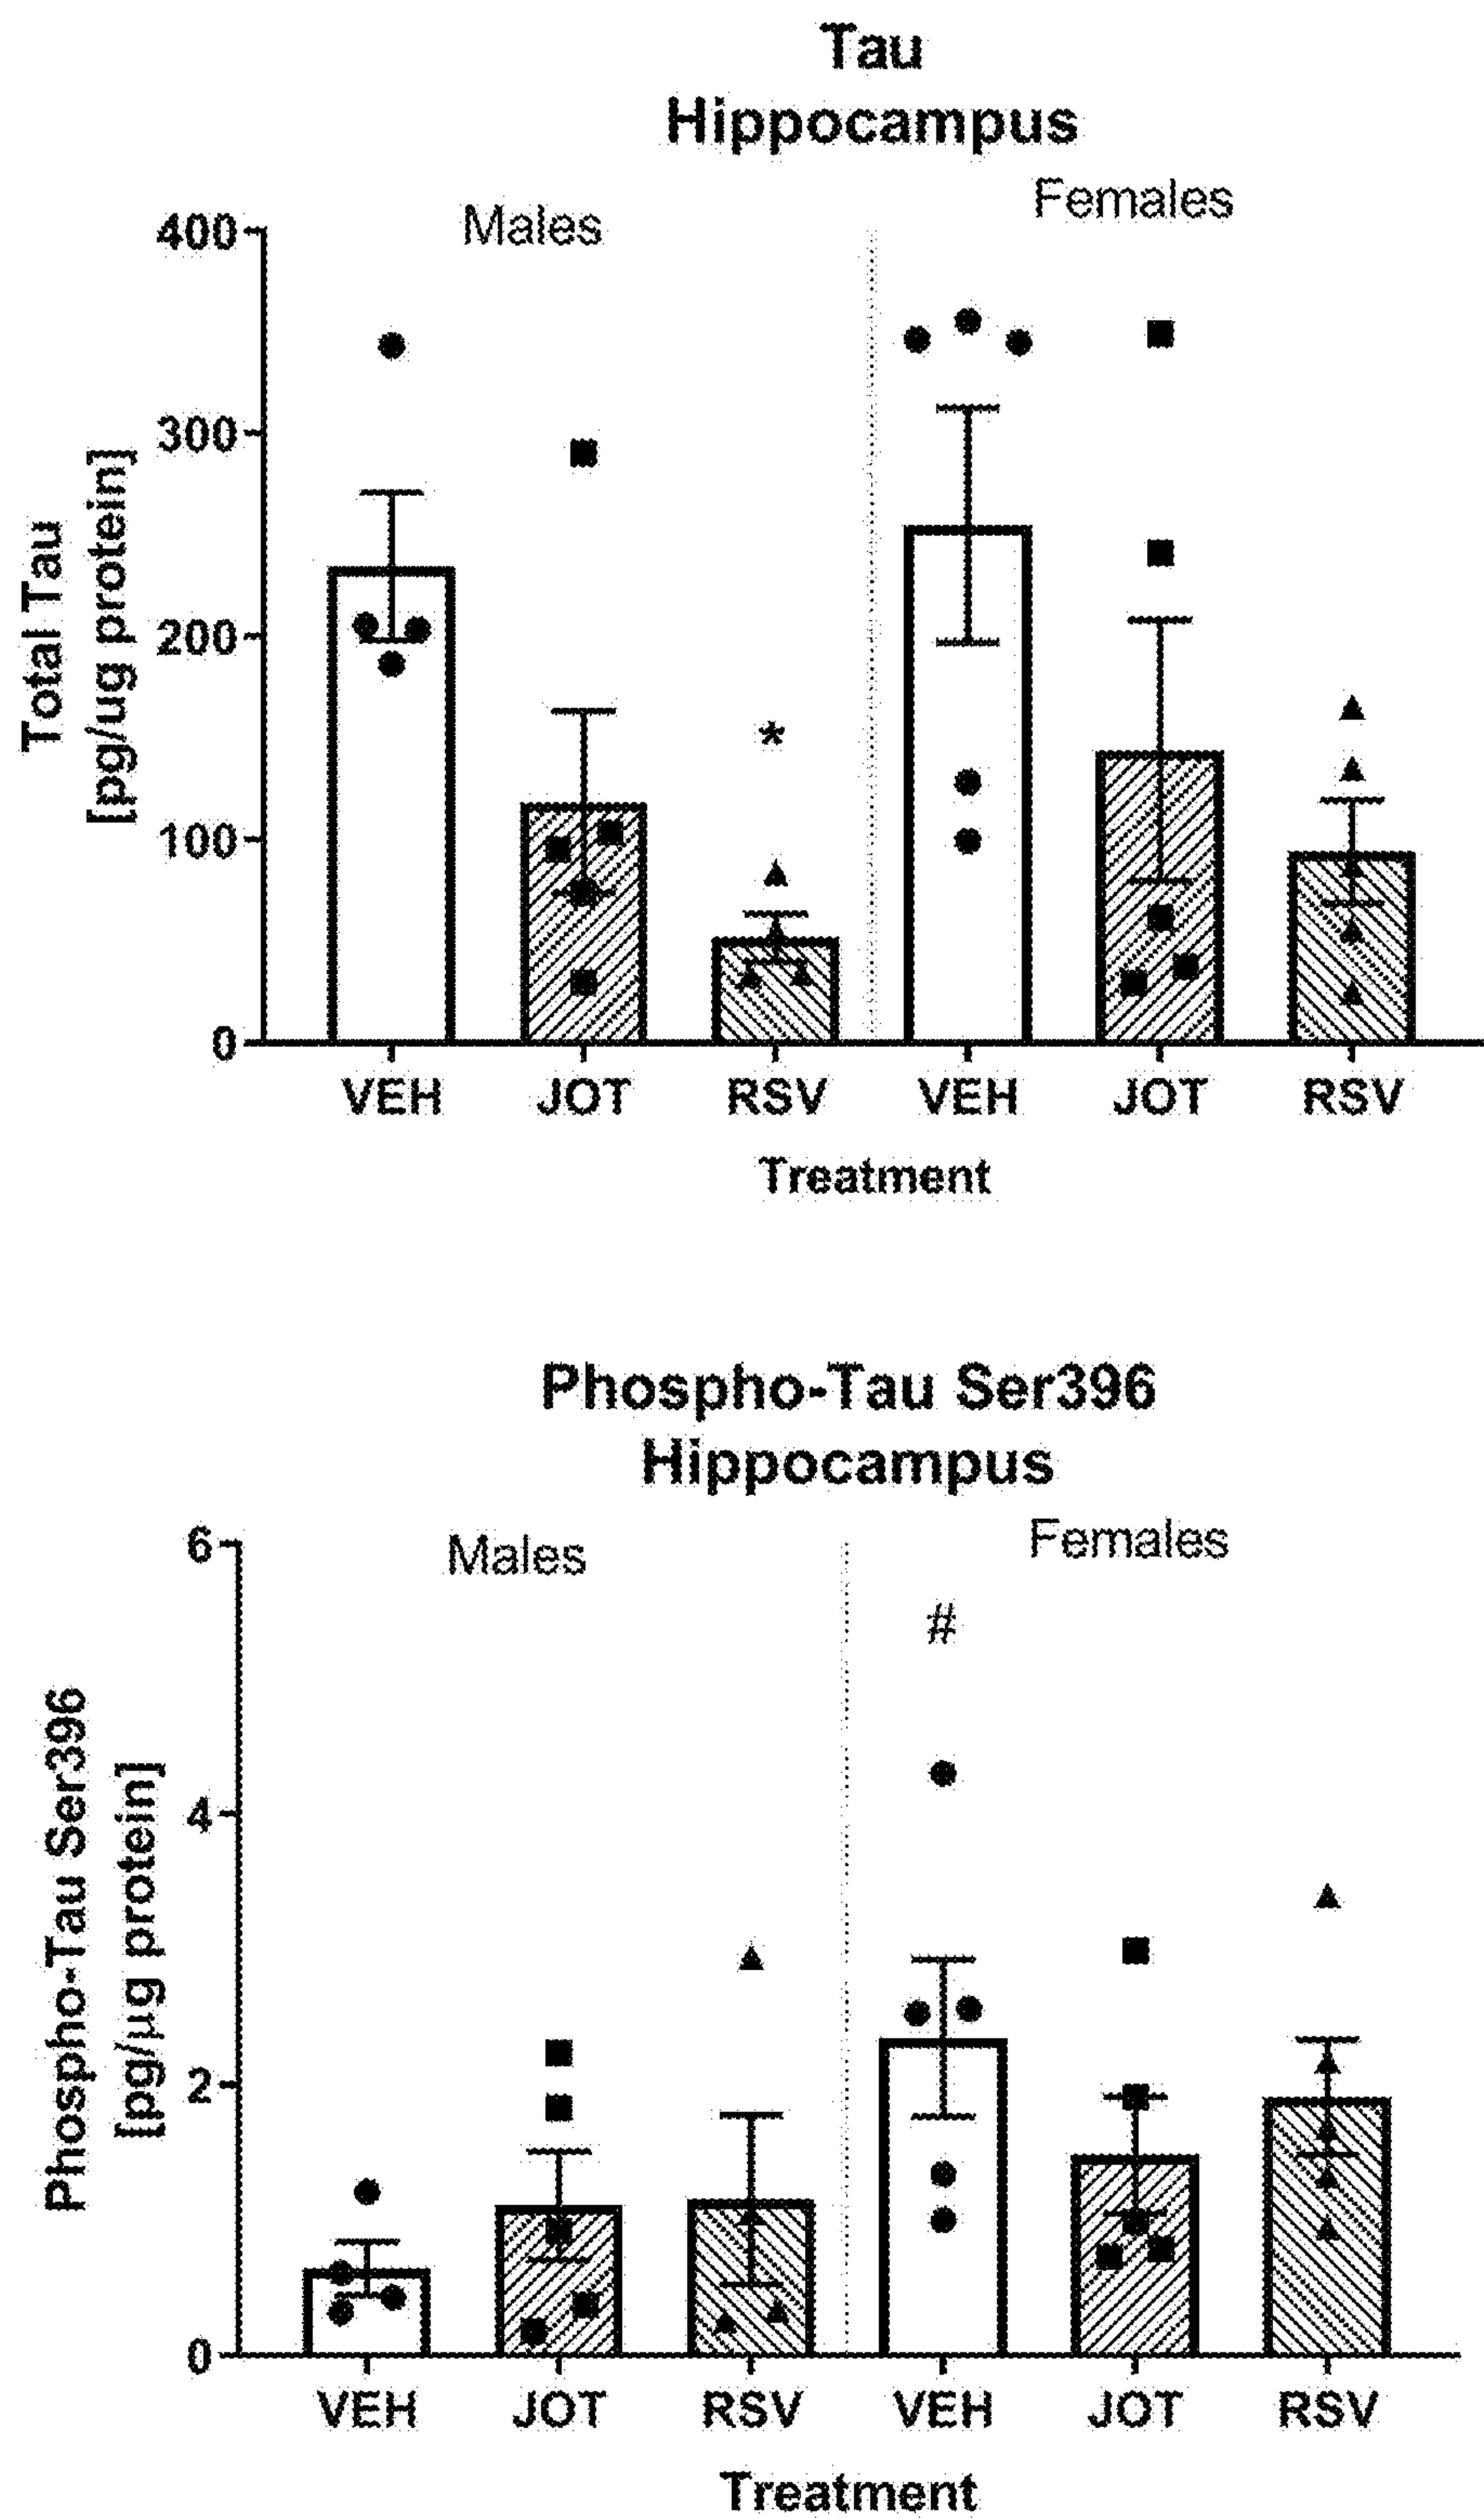 Tau
Hippocampus
Males
Females
400
300
200
100
0
Total Tau
[pg/ug protein]
*
VEH JOT RSV VEH JOT RSV
Treatment
Phospho-Tau Ser396
Hippocampus
Males
Females
6
4
2
0
Phospho-Tau Ser396
[pg/µg protein]
#
VEH JOT RSV VEH JOT RSV
Treatment